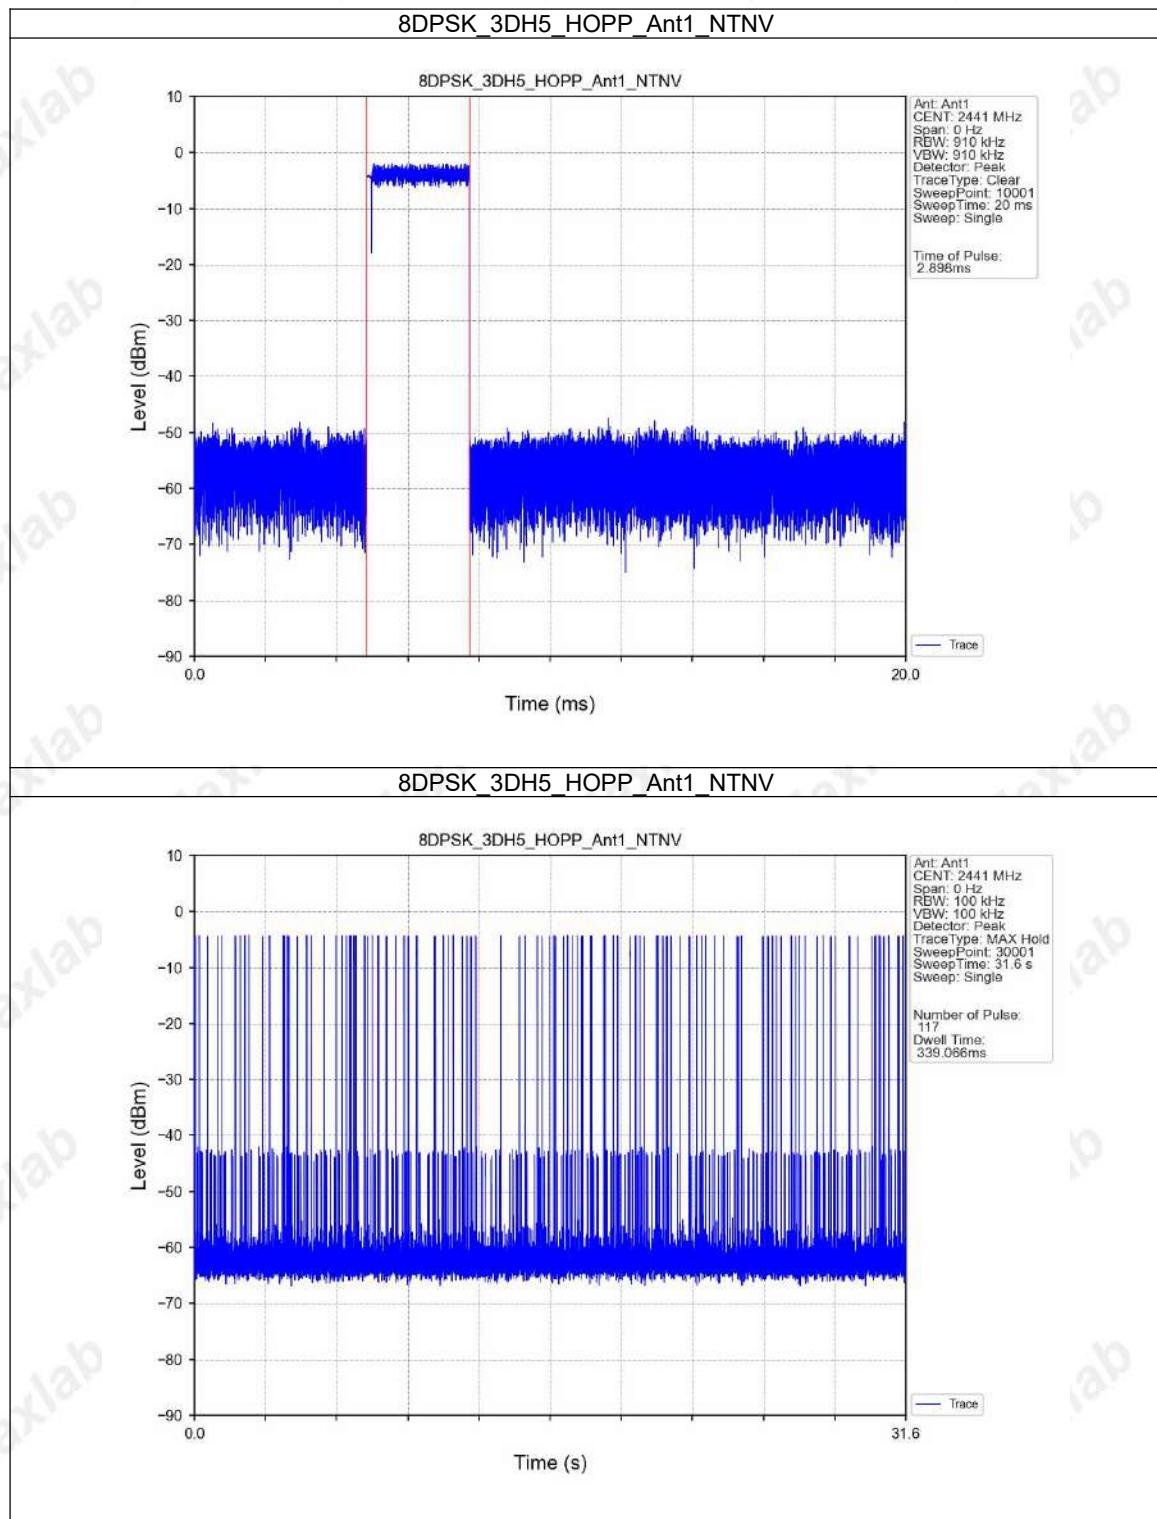 8DPSK_3DH5_HOPP_Ant1_NTNV
8DPSK_3DH5_HOPP_Ant1_NTNV
10
0
−10
−20
−30
−40
−50
−60
−70
−80
−90
Level (dBm)
0.0
20.0
Time (ms)
Ant: Ant1
CENT: 2441 MHz
Span: 0 Hz
RBW: 910 kHz
VBW: 910 kHz
Detector: Peak
TraceType: Clear
SweepPoint: 10001
SweepTime: 20 ms
Sweep: Single
Time of Pulse:
2.898ms
Trace
8DPSK_3DH5_HOPP_Ant1_NTNV
8DPSK_3DH5_HOPP_Ant1_NTNV
10
0
−10
−20
−30
−40
−50
−60
−70
−80
−90
Level (dBm)
0.0
31.6
Time (s)
Ant: Ant1
CENT: 2441 MHz
Span: 0 Hz
RBW: 100 kHz
VBW: 100 kHz
Detector: Peak
TraceType: MAX Hold
SweepPoint: 30001
SweepTime: 31.6 s
Sweep: Single
Number of Pulse:
117
Dwell Time:
339.066ms
Trace